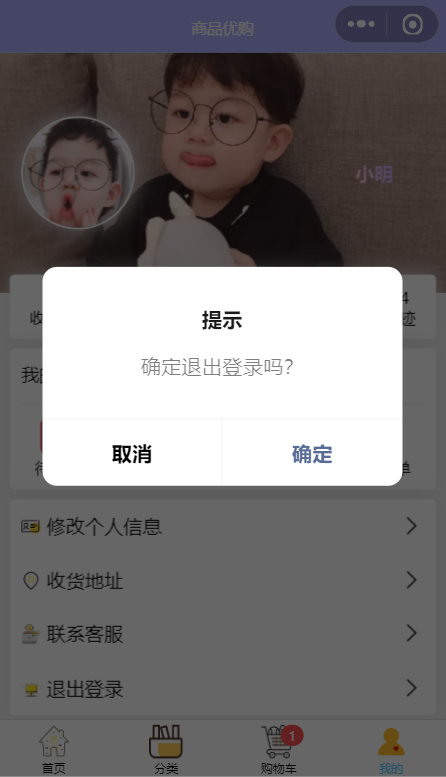 商品优购
小明
收
4
迹
我的
提示
确定退出登录吗?
取消 确定
待
单
修改个人信息
收货地址
联系客服
退出登录
1
首页 分类 购物车 我的